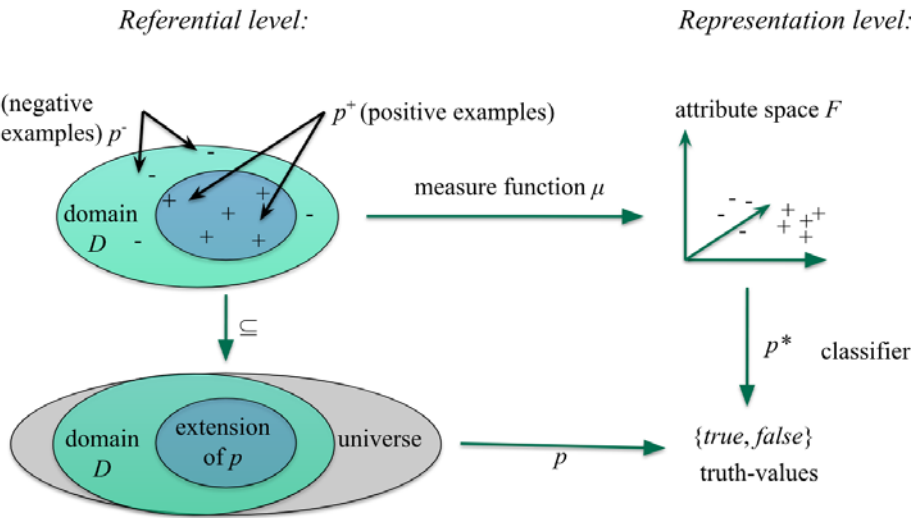 Referential level:
Representation level:
(negative
examples) p⁻
p⁺ (positive examples)
attribute space F
- - - - -
+ + + + + +
domain
D
measure function μ
- - - - -
+ + + + + +
⊆
p*
classifier
domain
D
extension
of p
universe
p
{true, false}
truth-values